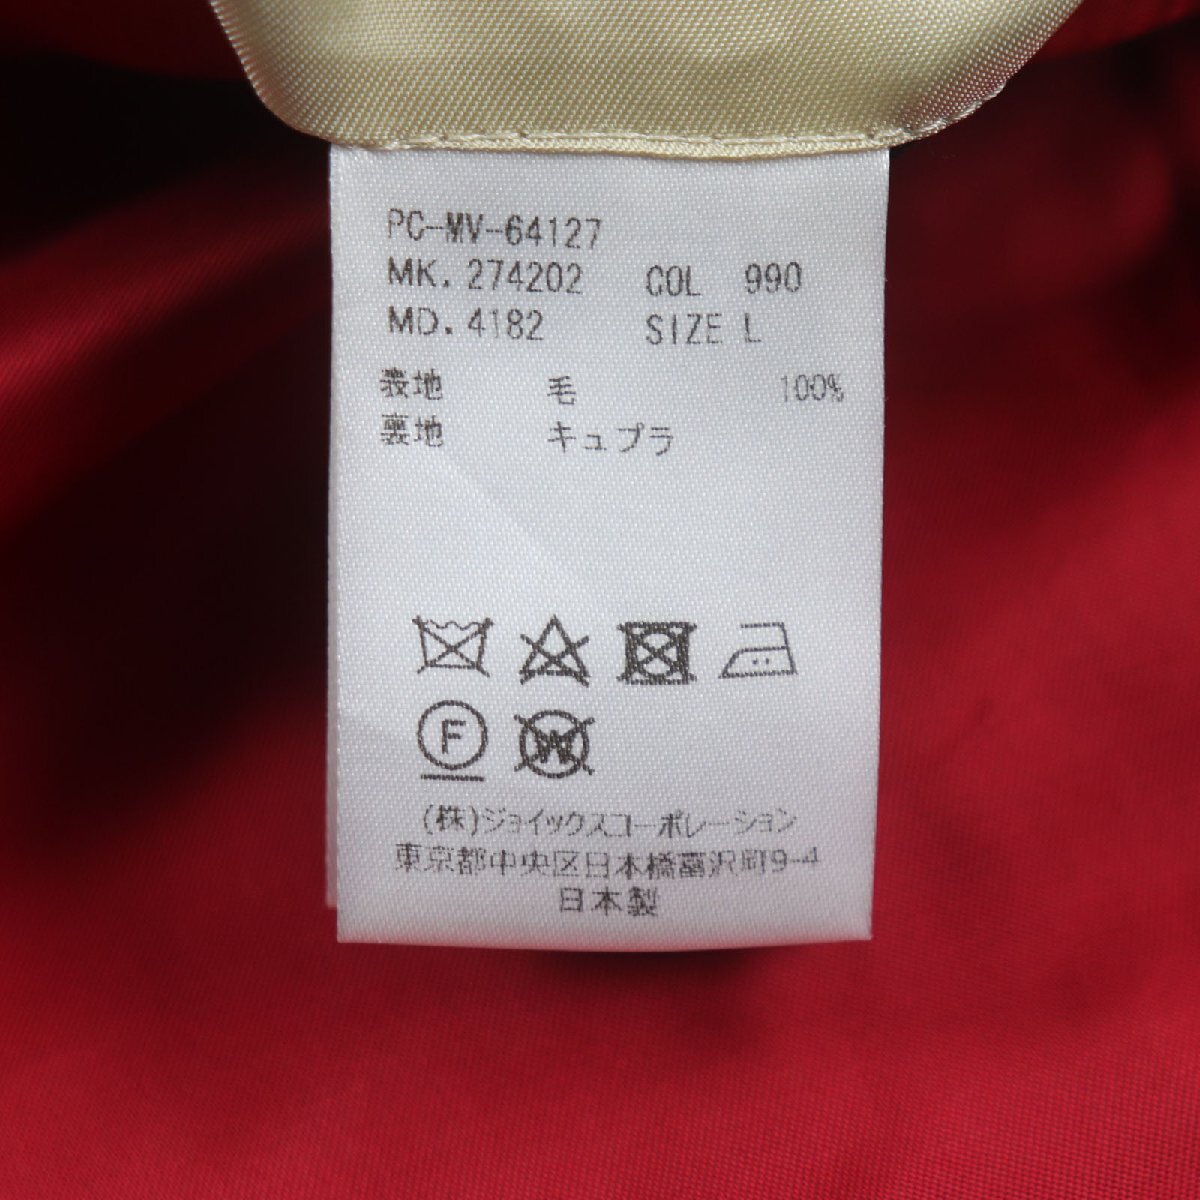 PC-MV-64127
MK. 274202 COL 990
MD. 4182 SIZE L
表地 毛 100%
裏地 キュプラ
F W
(株)ジョイックスコーポレーション
東京都中央区日本橋富沢町9-4
日本製